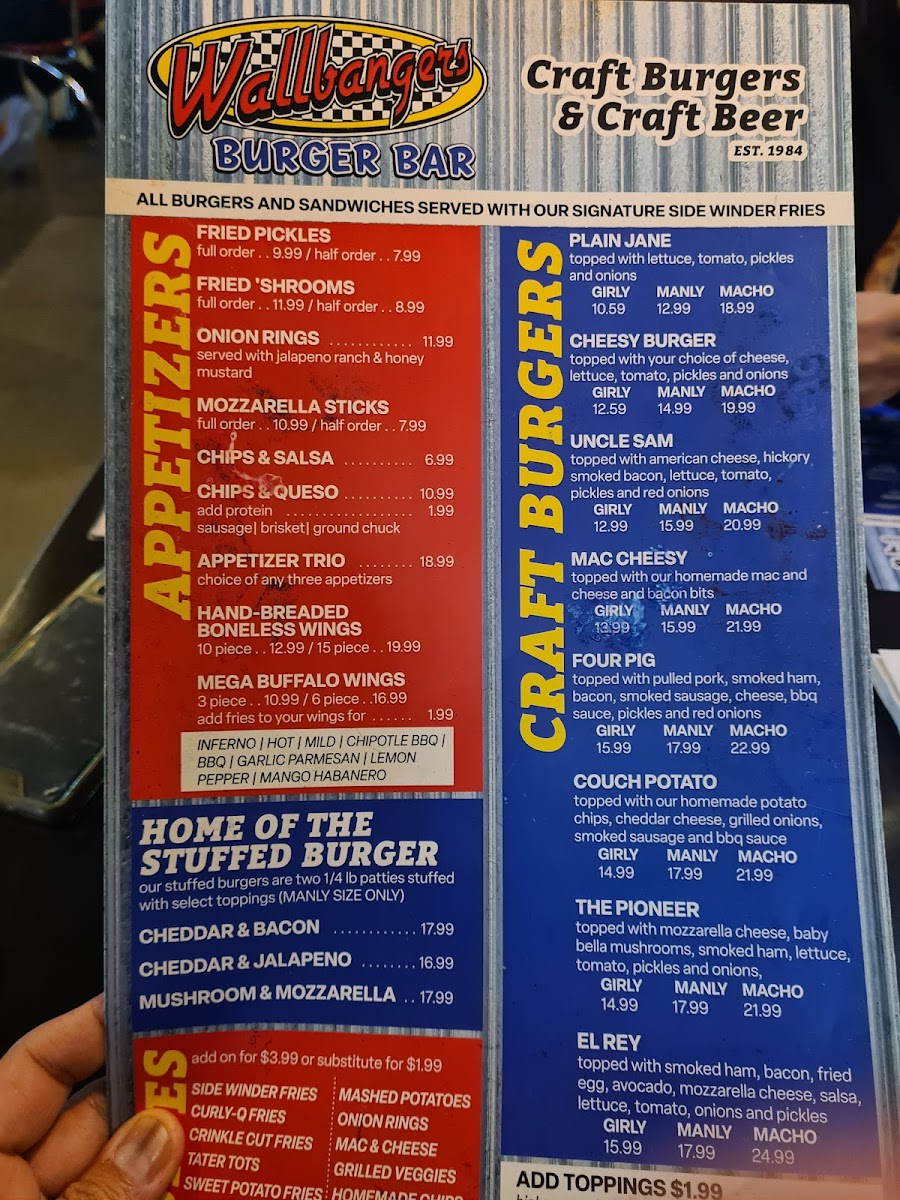 Wallbangers
BURGER BAR
Craft Burgers
& Craft Beer
EST. 1984
ALL BURGERS AND SANDWICHES SERVED WITH OUR SIGNATURE SIDE WINDER FRIES
APPETIZERS
FRIED PICKLES
full order . . 9.99 / half order . . 7.99
FRIED 'SHROOMS
full order . . 11.99 / half order . . 8.99
ONION RINGS ............ 11.99
served with jalapeno ranch & honey
mustard
MOZZARELLA STICKS
full order . . 10.99 / half order . . 7.99
CHIPS & SALSA .......... 6.99
CHIPS & QUESO .......... 10.99
add protein ...................... 1.99
sausage| brisket| ground chuck
APPETIZER TRIO ......... 18.99
choice of any three appetizers
HAND-BREADED
BONELESS WINGS
10 piece . . 12.99 / 15 piece . . 19.99
MEGA BUFFALO WINGS
3 piece . . 10.99 / 6 piece . .16.99
add fries to your wings for ...... 1.99
INFERNO | HOT | MILD | CHIPOTLE BBQ |
BBQ | GARLIC PARMESAN | LEMON
PEPPER | MANGO HABANERO
HOME OF THE
STUFFED BURGER
our stuffed burgers are two 1/4 lb patties stuffed
with select toppings (MANLY SIZE ONLY)
CHEDDAR & BACON ............ 17.99
CHEDDAR & JALAPENO ........ 16.99
MUSHROOM & MOZZARELLA .. 17.99
ES
add on for $3.99 or substitute for $1.99
SIDE WINDER FRIES
CURLY-Q FRIES
CRINKLE CUT FRIES
TATER TOTS
SWEET POTATO FRIES
MASHED POTATOES
ONION RINGS
MAC & CHEESE
GRILLED VEGGIES
HOMEMADE CHIPS
CRAFT BURGERS
PLAIN JANE
topped with lettuce, tomato, pickles
and onions
GIRLY MANLY MACHO
10.59 12.99 18.99
CHEESY BURGER
topped with your choice of cheese,
lettuce, tomato, pickles and onions
GIRLY MANLY MACHO
12.59 14.99 19.99
UNCLE SAM
topped with american cheese, hickory
smoked bacon, lettuce, tomato,
pickles and red onions
GIRLY MANLY MACHO
12.99 15.99 20.99
MAC CHEESY
topped with our homemade mac and
cheese and bacon bits
GIRLY MANLY MACHO
13.99 15.99 21.99
FOUR PIG
topped with pulled pork, smoked ham,
bacon, smoked sausage, cheese, bbq
sauce, pickles and red onions
GIRLY MANLY MACHO
15.99 17.99 22.99
COUCH POTATO
topped with our homemade potato
chips, cheddar cheese, grilled onions,
smoked sausage and bbq sauce
GIRLY MANLY MACHO
14.99 17.99 21.99
THE PIONEER
topped with mozzarella cheese, baby
bella mushrooms, smoked ham, lettuce,
tomato, pickles and onions,
GIRLY MANLY MACHO
14.99 17.99 21.99
EL REY
topped with smoked ham, bacon, fried
egg, avocado, mozzarella cheese, salsa,
lettuce, tomato, onions and pickles
GIRLY MANLY MACHO
15.99 17.99 24.99
ADD TOPPINGS $1.99